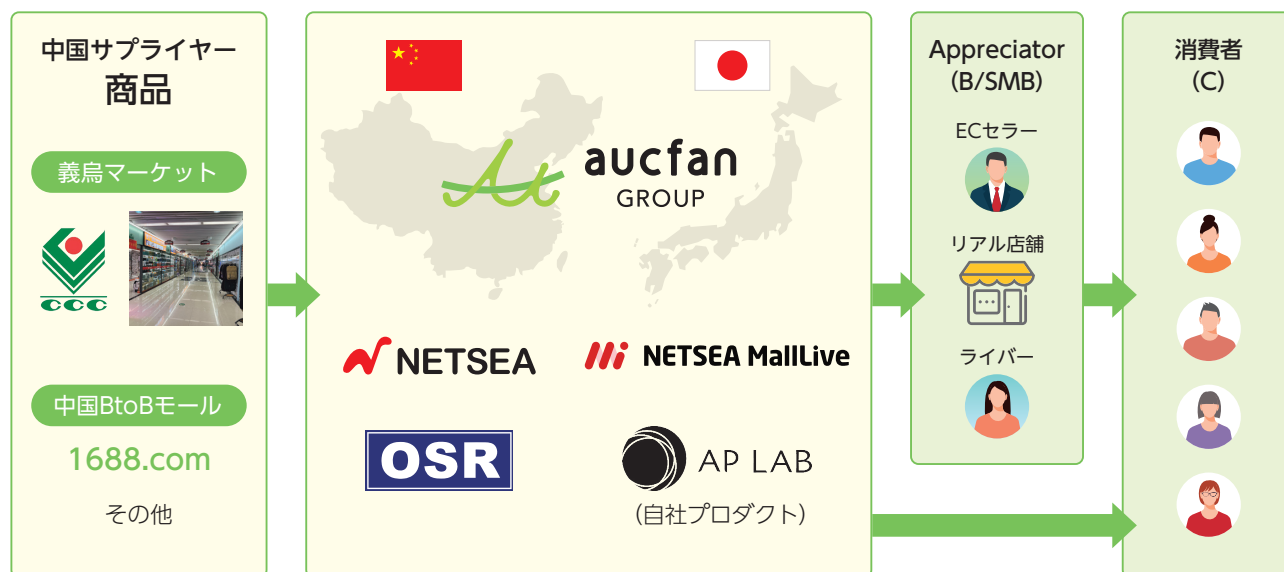 中国サプライヤー
商品
義烏マーケット
CCC
中国BtoBモール
1688.com
その他
aucfan
GROUP
NETSEA
NETSEA MallLive
OSR
AP LAB
(自社プロダクト)
Appreciator
(B/SMB)
ECセラー
リアル店舗
ライバー
消費者
(C)